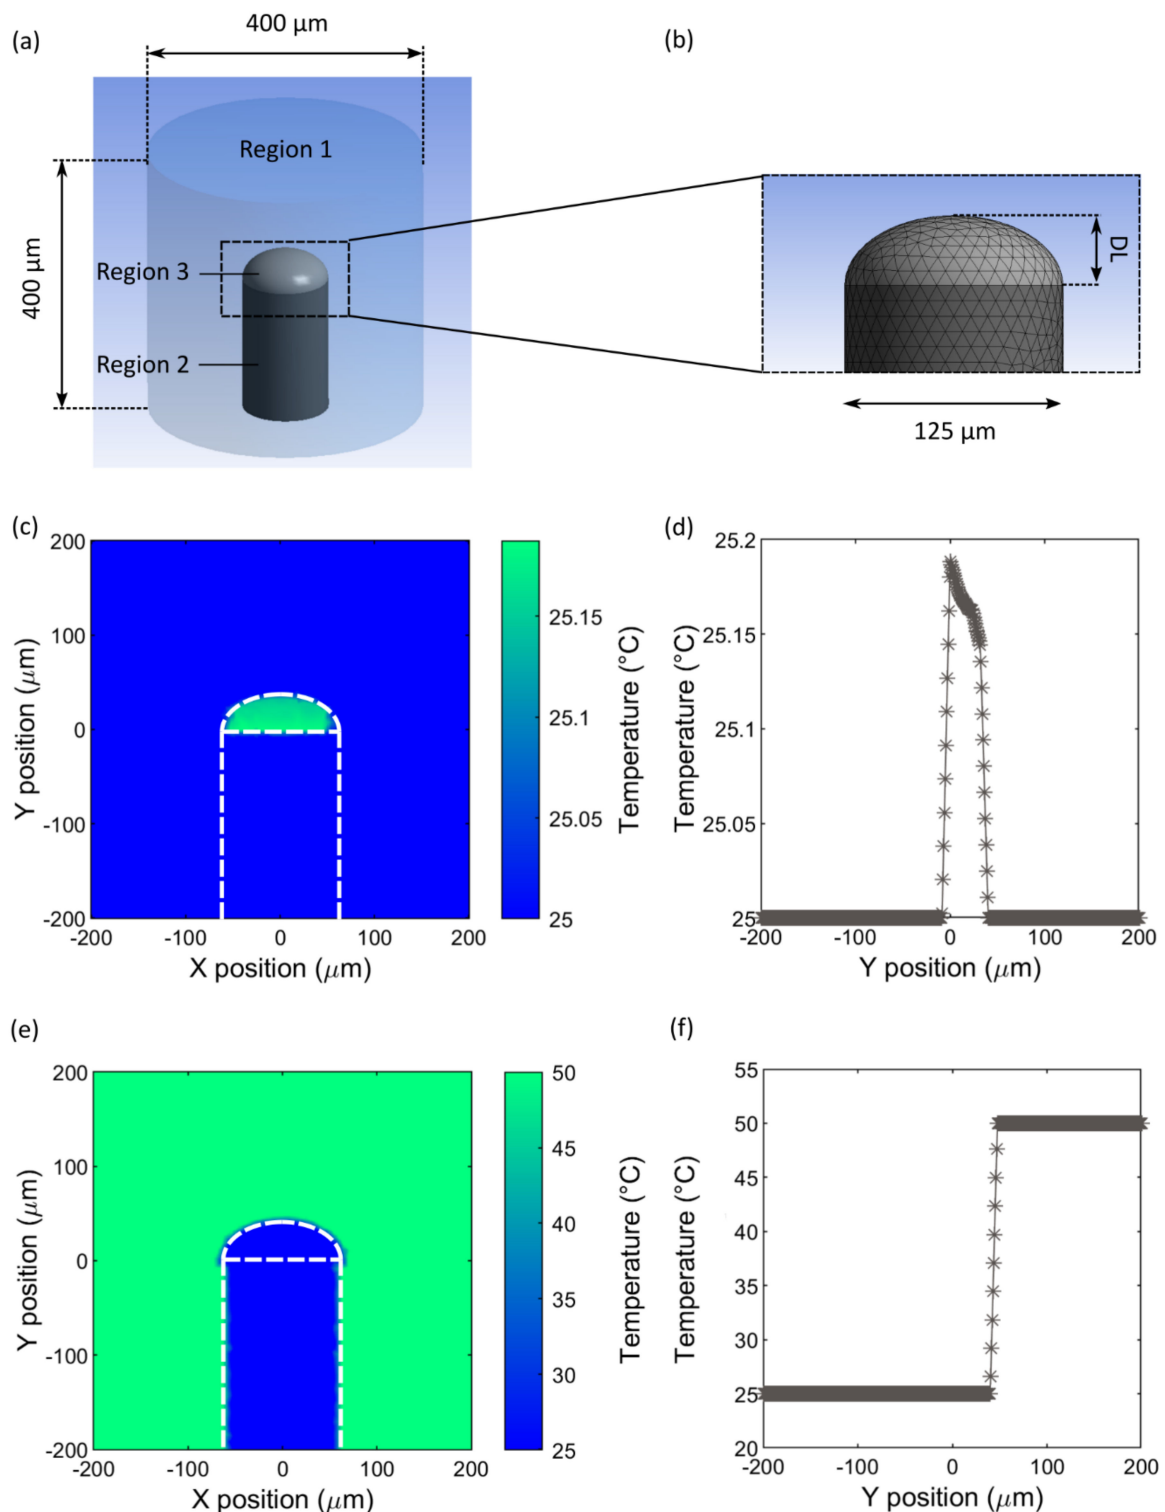 (a)
400 μm
(b)
Region 1
400 μm
Region 3
Region 2
DL
125 μm
(c)
200
100
0
-100
-200
-200
-100
0
100
200
X position (μm)
Y position (μm)
25.15
25.1
25.05
25
Temperature (°C)
(d)
25.2
25.15
25.1
25.05
25
-200
-100
0
100
200
Y position (μm)
Temperature (°C)
(e)
200
100
0
-100
-200
-200
-100
0
100
200
X position (μm)
Y position (μm)
50
45
40
35
30
25
Temperature (°C)
(f)
55
50
45
40
35
30
25
20
-200
-100
0
100
200
Y position (μm)
Temperature (°C)